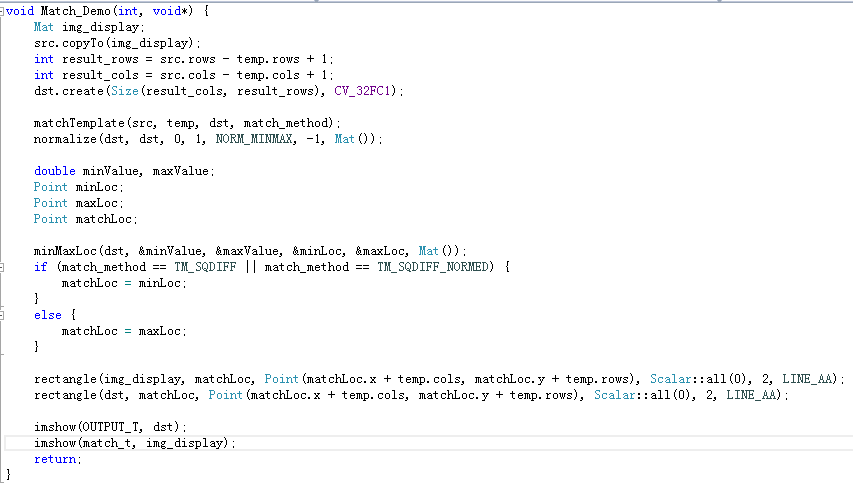 void Match_Demo(int, void*) {
    Mat img_display;
    src.copyTo(img_display);
    int result_rows = src.rows - temp.rows + 1;
    int result_cols = src.cols - temp.cols + 1;
    dst.create(Size(result_cols, result_rows), CV_32FC1);

    matchTemplate(src, temp, dst, match_method);
    normalize(dst, dst, 0, 1, NORM_MINMAX, -1, Mat());

    double minValue, maxValue;
    Point minLoc;
    Point maxLoc;
    Point matchLoc;

    minMaxLoc(dst, &minValue, &maxValue, &minLoc, &maxLoc, Mat());
    if (match_method == TM_SQDIFF || match_method == TM_SQDIFF_NORMED) {
        matchLoc = minLoc;
    }
    else {
        matchLoc = maxLoc;
    }

    rectangle(img_display, matchLoc, Point(matchLoc.x + temp.cols, matchLoc.y + temp.rows), Scalar::all(0), 2, LINE_AA);
    rectangle(dst, matchLoc, Point(matchLoc.x + temp.cols, matchLoc.y + temp.rows), Scalar::all(0), 2, LINE_AA);

    imshow(OUTPUT_T, dst);
    imshow(match_t, img_display);
    return;
}